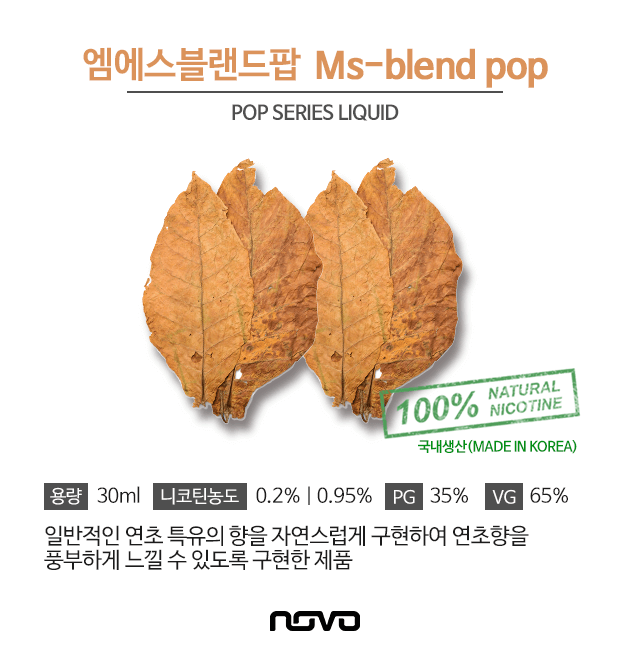 엠에스블랜드팝 Ms-blend pop
POP SERIES LIQUID
100% NATURAL NICOTINE
국내생산(MADE IN KOREA)
용량 30ml 니코틴농도 0.2% | 0.95% PG 35% VG 65%
일반적인 연초 특유의 향을 자연스럽게 구현하여 연초향을
풍부하게 느낄 수 있도록 구현한 제품
novo